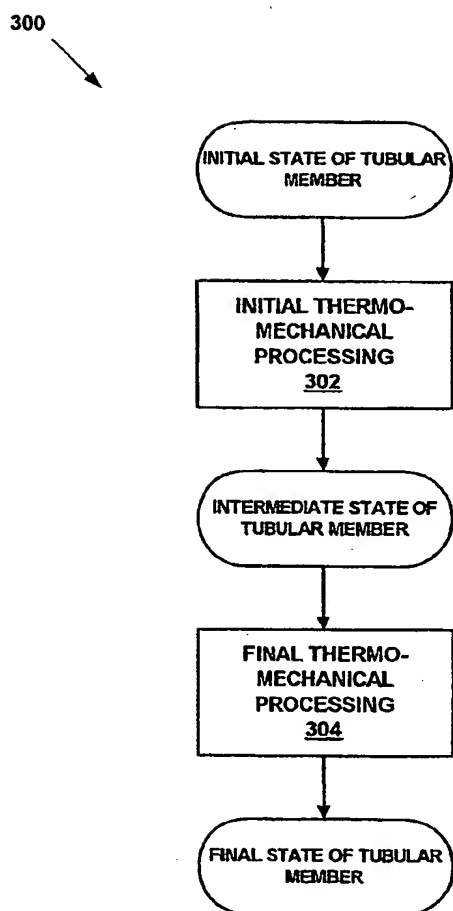 300
INITIAL STATE OF TUBULAR
MEMBER
INITIAL THERMO-
MECHANICAL
PROCESSING
302
INTERMEDIATE STATE OF
TUBULAR MEMBER
FINAL THERMO-
MECHANICAL
PROCESSING
304
FINAL STATE OF TUBULAR
MEMBER